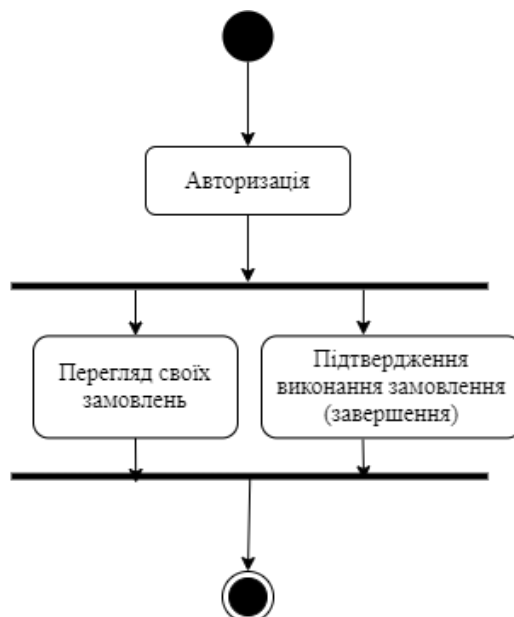 Авторизація
Перегляд своїх
замовлень
Підтвердження
виконання замовлення
(завершення)